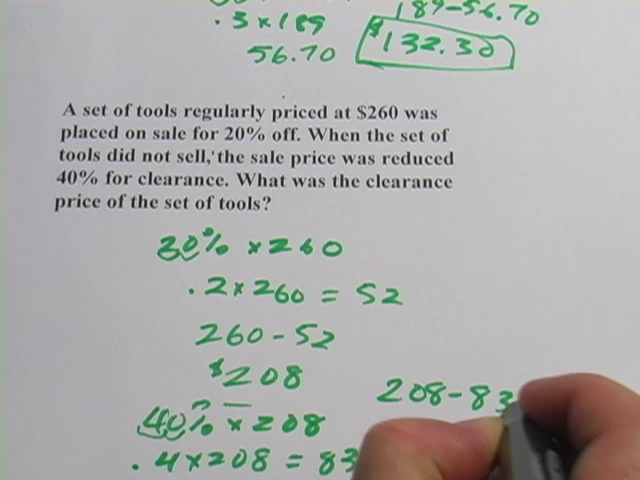 .3 x 189
56.70
189-56.70
$132.30
A set of tools regularly priced at $260 was
placed on sale for 20% off. When the set of
tools did not sell, the sale price was reduced
40% for clearance. What was the clearance
price of the set of tools?
20% x 260
.2 x 260 = 52
260 - 52
$208
40% x 208
.4 x 208 = 83
208 - 83